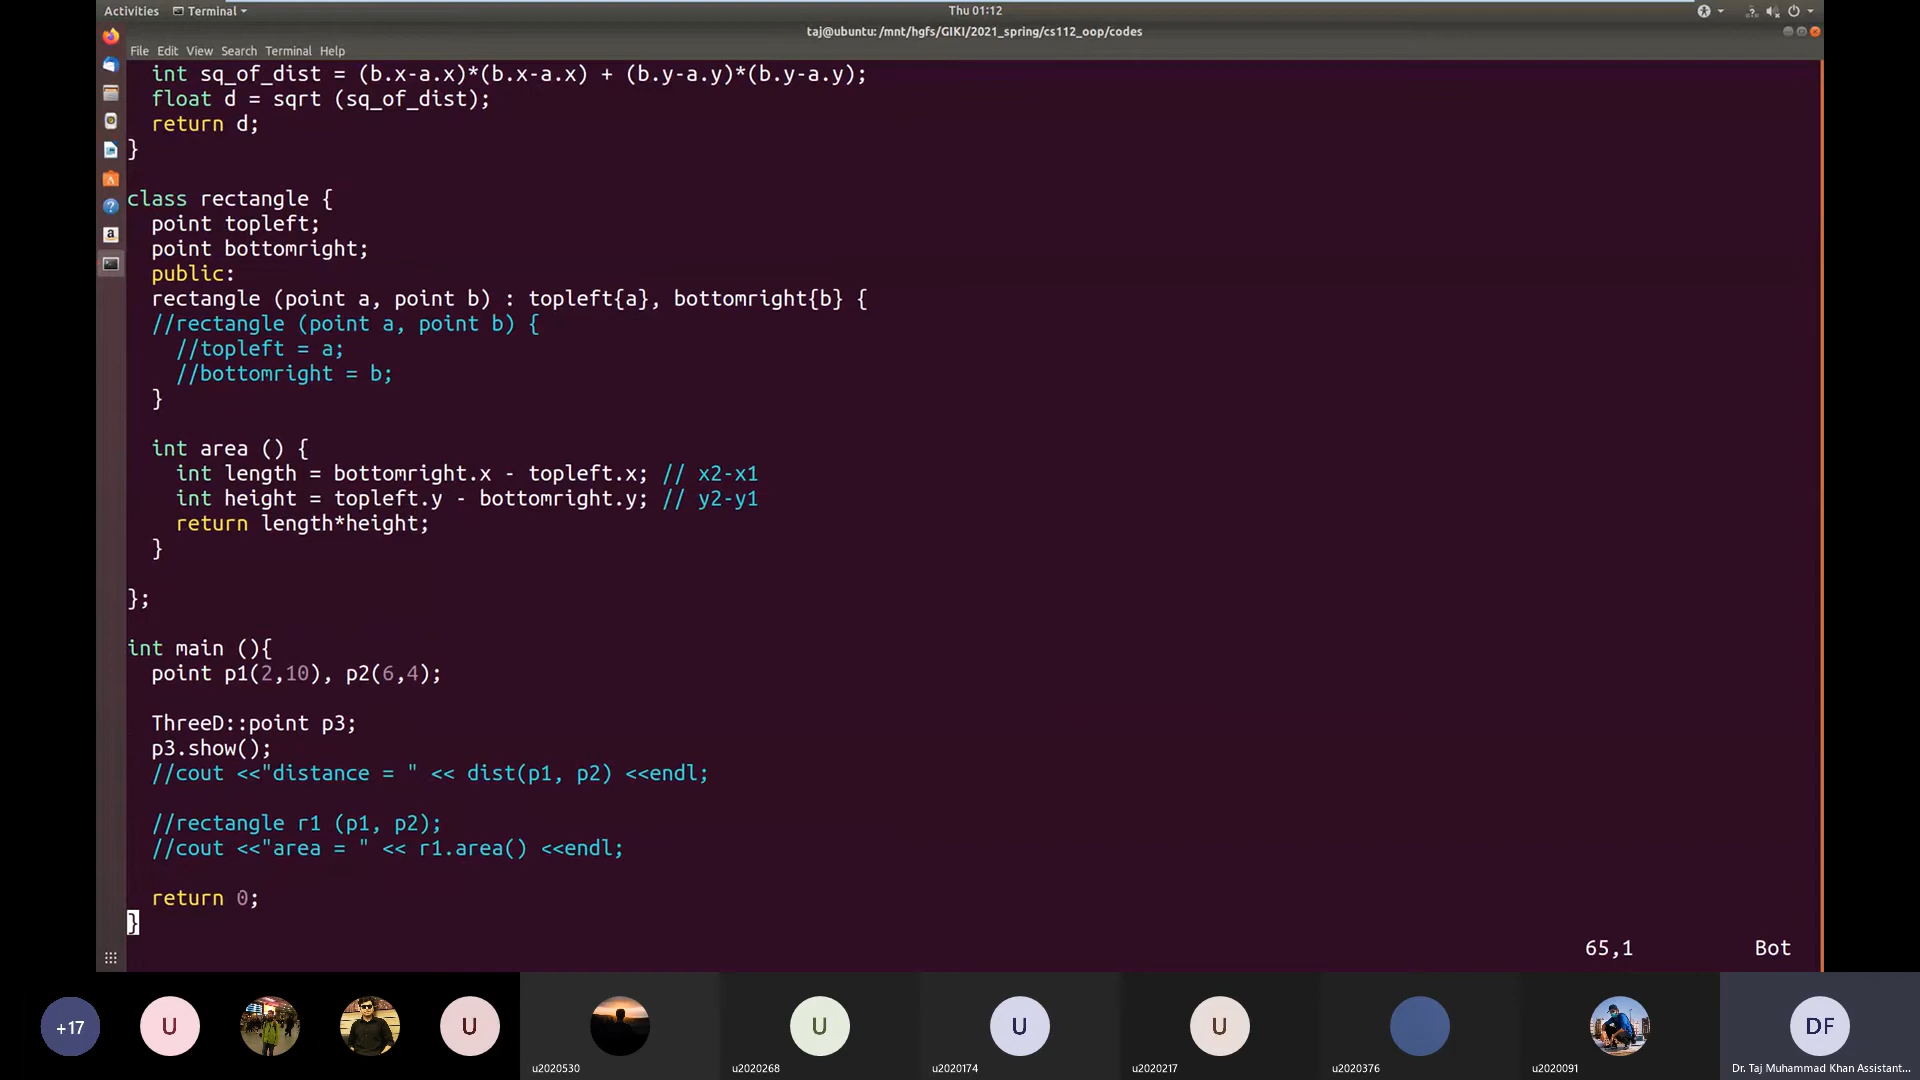 Activities Terminal Thu 01:12
taj@ubuntu: /mnt/hgfs/GIKI/2021_spring/cs112_oop/codes
File Edit View Search Terminal Help
int sq_of_dist = (b.x-a.x)*(b.x-a.x) + (b.y-a.y)*(b.y-a.y);
float d = sqrt (sq_of_dist);
return d;
}
class rectangle {
point topleft;
point bottomright;
public:
rectangle (point a, point b) : topleft{a}, bottomright{b} {
//rectangle (point a, point b) {
//topleft = a;
//bottomright = b;
}
int area () {
int length = bottomright.x - topleft.x; // x2-x1
int height = topleft.y - bottomright.y; // y2-y1
return length*height;
}
};
int main (){
point p1(2,10), p2(6,4);
ThreeD::point p3;
p3.show();
//cout <<"distance = " << dist(p1, p2) <<endl;
//rectangle r1 (p1, p2);
//cout <<"area = " << r1.area() <<endl;
return 0;
}
65,1 Bot
+17 U U U U U DF
u2020530 u2020268 u2020174 u2020217 u2020376 u2020091 Dr. Taj Muhammad Khan Assistant...